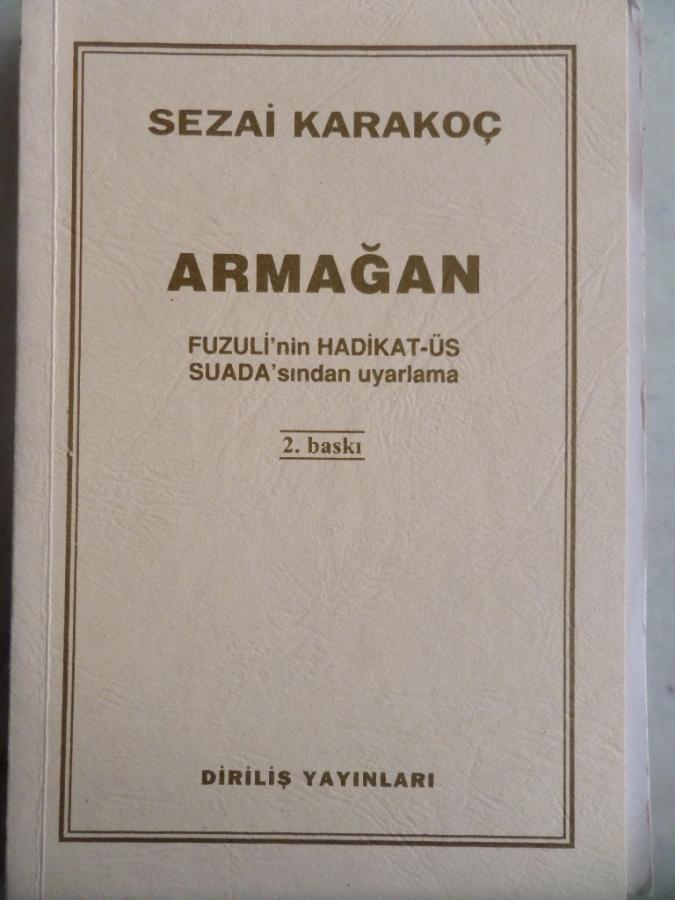 SEZAİ KARAKOÇ
ARMAĞAN
FUZULİ'nin HADİKAT-ÜS
SUADA'sından uyarlama
2. baskı
DİRİLİŞ YAYINLARI